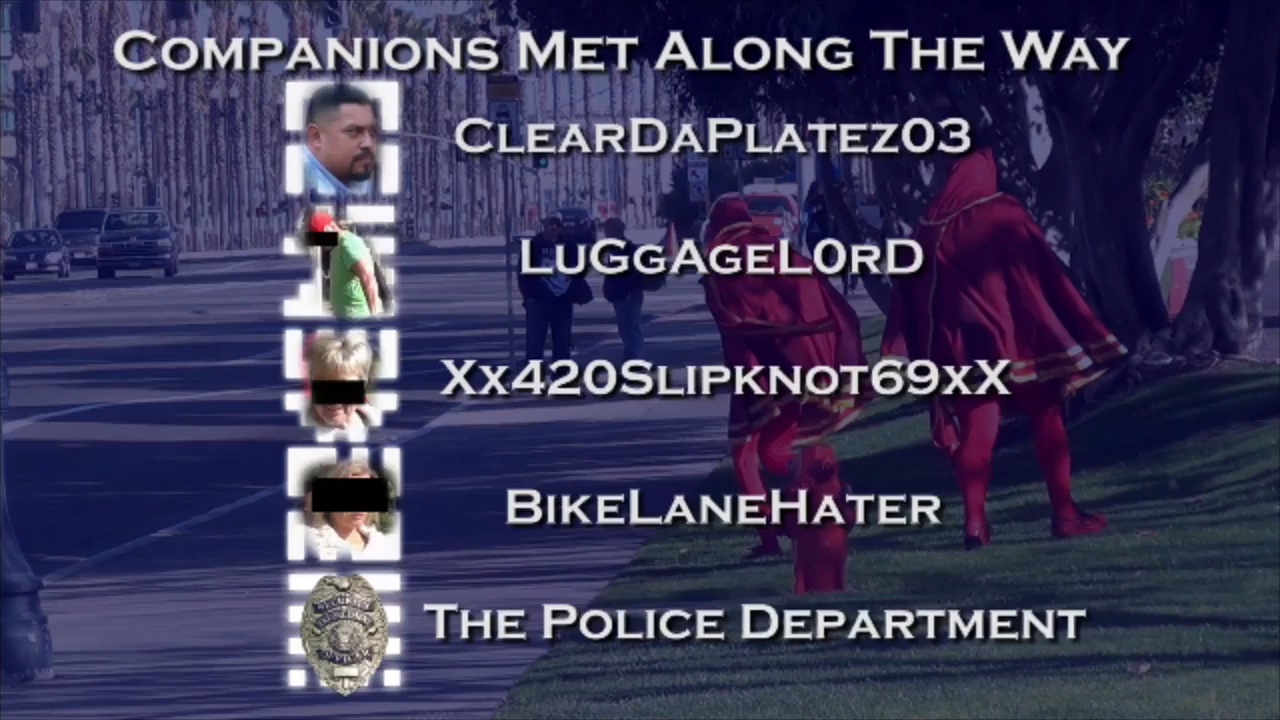 Companions Met Along The Way
ClearDaPlatez03
LuGgAgeL0rD
Xx420Slipknot69xX
BikeLaneHater
The Police Department